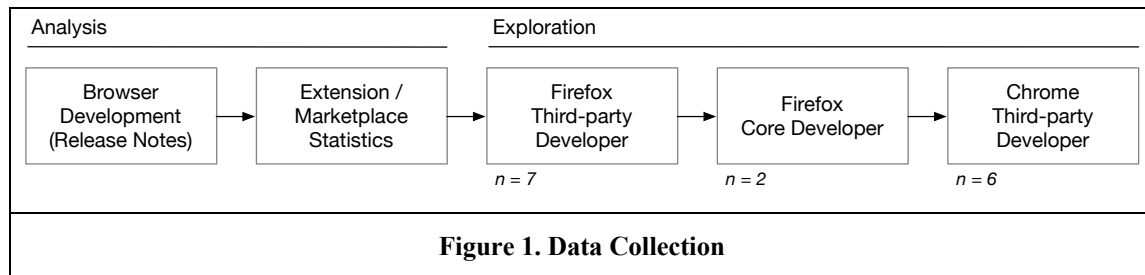 Analysis
Exploration
Browser
Development
(Release Notes)
Extension /
Marketplace
Statistics
Firefox
Third-party
Developer
Firefox
Core Developer
Chrome
Third-party
Developer
n = 7
n = 2
n = 6
Figure 1. Data Collection